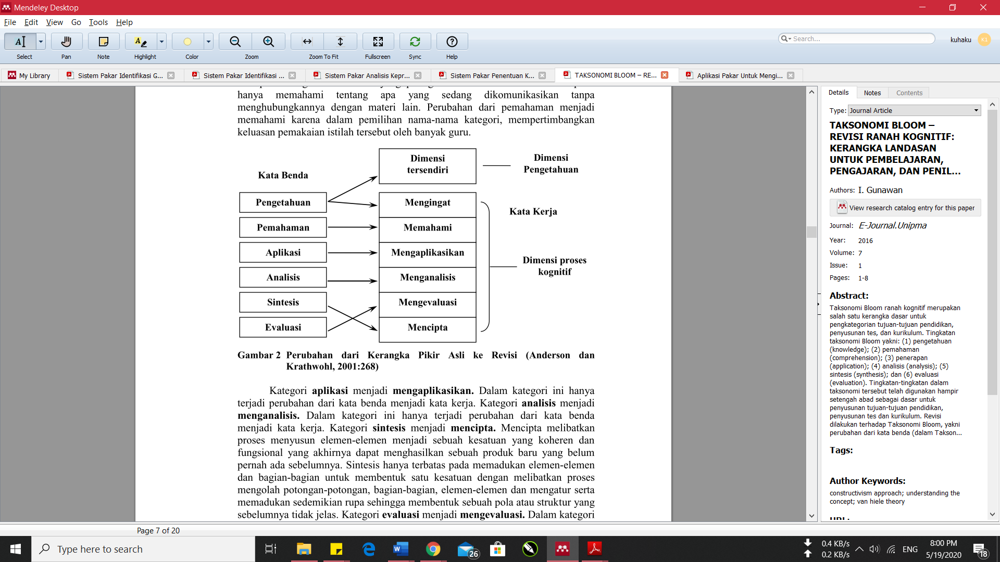 Mendeley Desktop
File Edit View Go Tools Help
Select Pan Note Highlight Color Zoom Zoom To Fit Fullscreen Sync Help
Search...
kuhaku
K1
My Library
Sistem Pakar Identifikasi G...
Sistem Pakar Identifikasi ...
Sistem Pakar Analisis Kepr...
Sistem Pakar Penentuan K...
TAKSONOMI BLOOM – RE...
Aplikasi Pakar Untuk Mengi...
hanya memahami tentang apa yang sedang dikomunikasikan tanpa
menghubungkannya dengan materi lain. Perubahan dari pemahaman menjadi
memahami karena dalam pemilihan nama-nama kategori, mempertimbangkan
keluasan pemakaian istilah tersebut oleh banyak guru.
Kata Benda
Pengetahuan
Pemahaman
Aplikasi
Analisis
Sintesis
Evaluasi
Dimensi
tersendiri
Mengingat
Memahami
Mengaplikasikan
Menganalisis
Mengevaluasi
Mencipta
Dimensi
Pengetahuan
Kata Kerja
Dimensi proses
kognitif
Gambar 2 Perubahan dari Kerangka Pikir Asli ke Revisi (Anderson dan
Krathwohl, 2001:268)
Kategori aplikasi menjadi mengaplikasikan. Dalam kategori ini hanya
terjadi perubahan dari kata benda menjadi kata kerja. Kategori analisis menjadi
menganalisis. Dalam kategori ini hanya terjadi perubahan dari kata benda
menjadi kata kerja. Kategori sintesis menjadi mencipta. Mencipta melibatkan
proses menyusun elemen-elemen menjadi sebuah kesatuan yang koheren dan
fungsional yang akhirnya dapat menghasilkan sebuah produk baru yang belum
pernah ada sebelumnya. Sintesis hanya terbatas pada memadukan elemen-elemen
dan bagian-bagian untuk membentuk satu kesatuan dengan melibatkan proses
mengolah potongan-potongan, bagian-bagian, elemen-elemen dan mengatur serta
memadukan sedemikian rupa sehingga membentuk sebuah pola atau struktur yang
sebelumnya tidak jelas. Kategori evaluasi menjadi mengevaluasi. Dalam kategori
Details Notes Contents
Type: Journal Article
TAKSONOMI BLOOM –
REVISI RANAH KOGNITIF:
KERANGKA LANDASAN
UNTUK PEMBELAJARAN,
PENGAJARAN, DAN PENIL...
Authors: I. Gunawan
View research catalog entry for this paper
Journal: E-Journal.Unipma
Year: 2016
Volume: 7
Issue: 1
Pages: 1-8
Abstract:
Taksonomi Bloom ranah kognitif merupakan
salah satu kerangka dasar untuk
pengkategorian tujuan-tujuan pendidikan,
penyusunan tes, dan kurikulum. Tingkatan
taksonomi Bloom yakni: (1) pengetahuan
(knowledge); (2) pemahaman
(comprehension); (3) penerapan
(application); (4) analisis (analysis); (5)
sintesis (synthesis); dan (6) evaluasi
(evaluation). Tingkatan-tingkatan dalam
taksonomi tersebut telah digunakan hampir
setengah abad sebagai dasar untuk
penyusunan tujuan-tujuan pendidikan,
penyusunan tes dan kurikulum. Revisi
dilakukan terhadap Taksonomi Bloom, yakni
perubahan dari kata benda (dalam Takson...
Tags:
Author Keywords:
constructivism approach; understanding the
concept; van hiele theory
URL:
Page 7 of 20
Type here to search
26
0.4 KB/s
0.2 KB/s
ENG
8:00 PM
5/19/2020
18